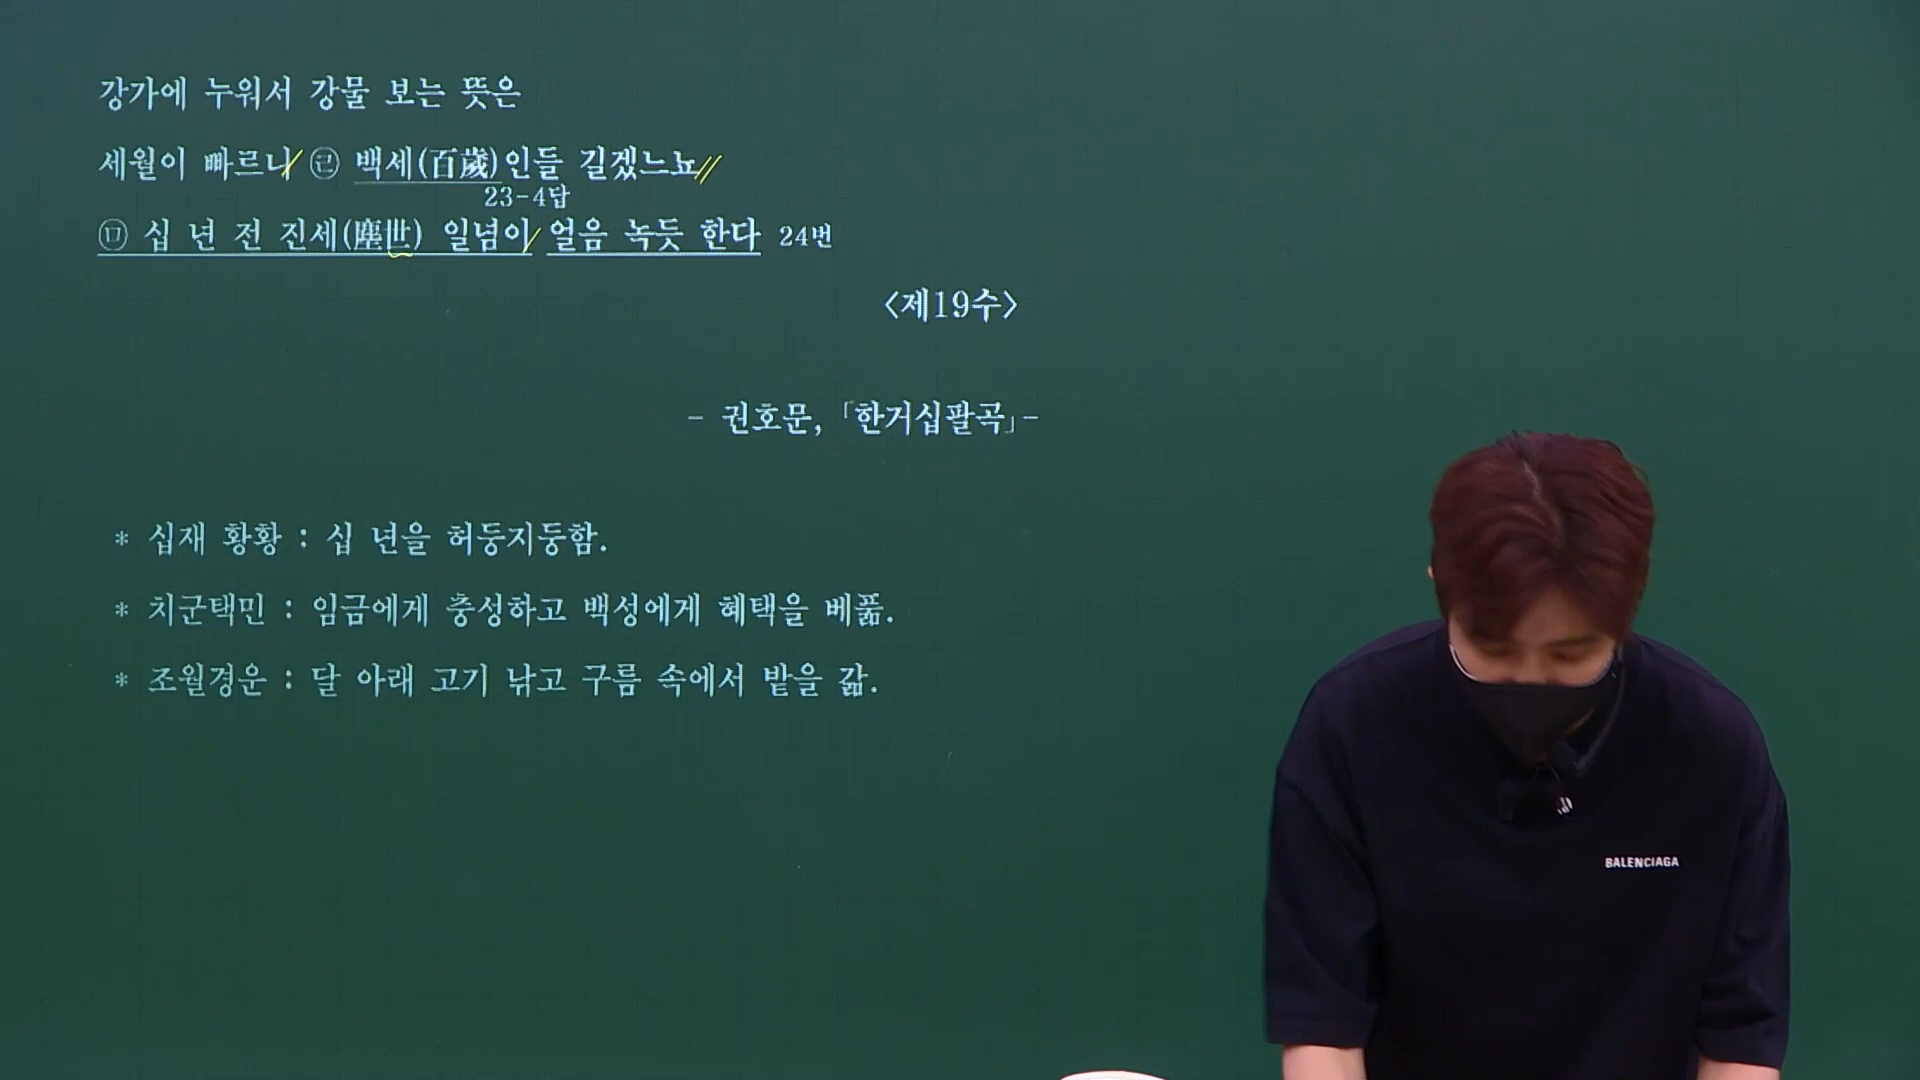 강가에 누워서 강물 보는 뜻은
세월이 빠르니 ㉣ 백세(百歲)인들 길겠느뇨
23-4답
㉤ 십 년 전 진세(塵世) 일념이 얼음 녹듯 한다 24번
<제19수>
- 권호문, 「한거십팔곡」-
* 십재 황황 : 십 년을 허둥지둥함.
* 치군택민 : 임금에게 충성하고 백성에게 혜택을 베풂.
* 조월경운 : 달 아래 고기 낚고 구름 속에서 밭을 갊.
BALENCIAGA